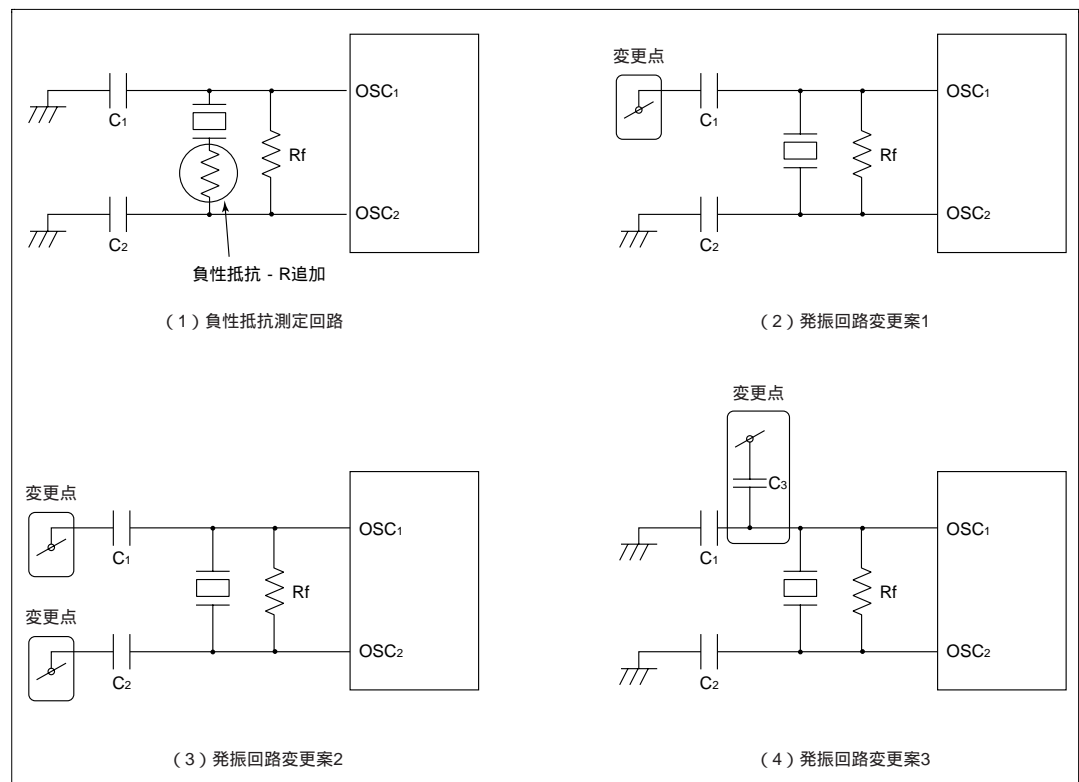 OSC1
C1
Rf
OSC2
C2
負性抵抗 - R追加
(1)負性抵抗測定回路
変更点
OSC1
C1
Rf
OSC2
C2
(2)発振回路変更案1
変更点
OSC1
C1
Rf
変更点
OSC2
C2
(3)発振回路変更案2
変更点
C3
OSC1
C1
Rf
OSC2
C2
(4)発振回路変更案3